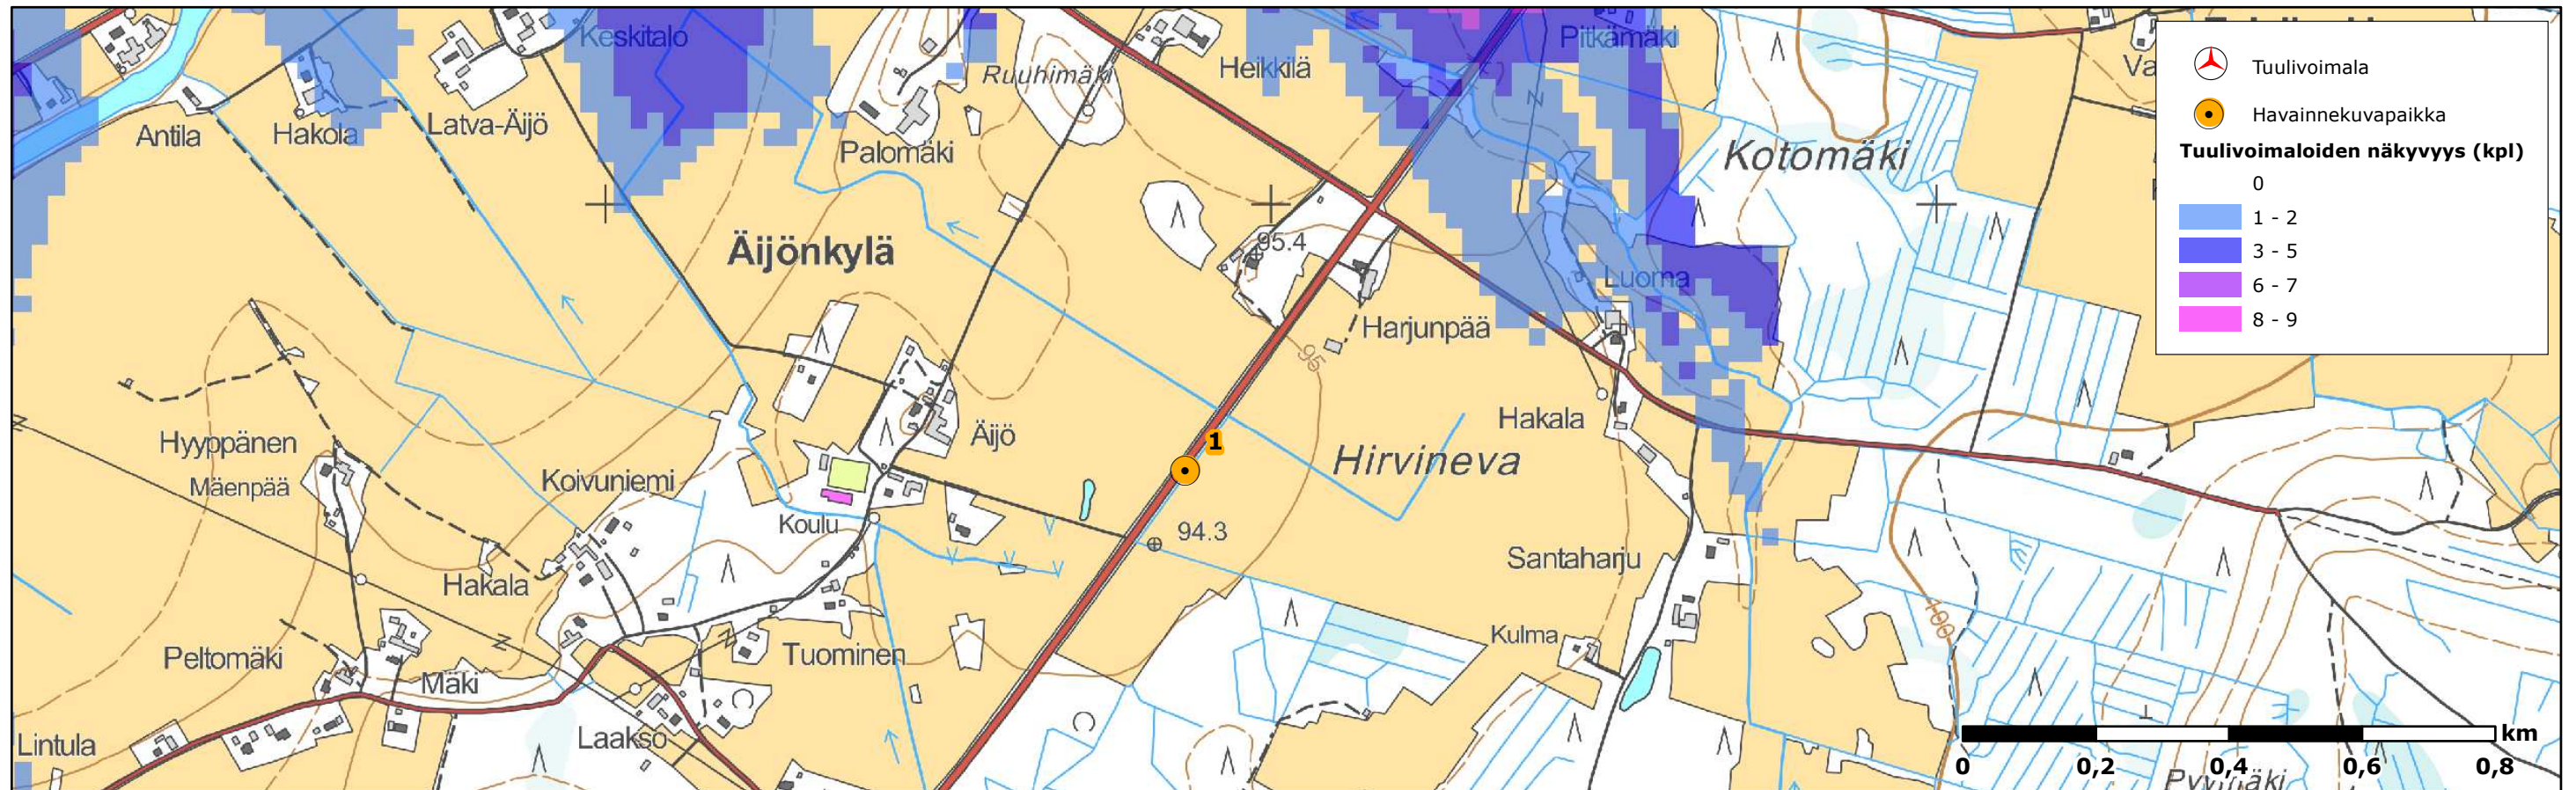 Keskitalo
Pitkämäki
Heikkilä
Ruuhimäki
Va
Antila
Hakola
Latva-Äijö
Palomäki
Kotomäki
Äijönkylä
95.4
Luoma
Harjunpää
95
Hyyppänen
Mäenpää
Koivuniemi
Äijö
1
Hirvineva
Hakala
Koulu
94.3
Santaharju
Hakala
Kulma
100
Peltomäki
Mäki
Tuominen
Lintula
Laakso
Tuulivoimala
Havainnekuvapaikka
Tuulivoimaloiden näkyvyys (kpl)
0
1 - 2
3 - 5
6 - 7
8 - 9
km
0 0,2 0,4 0,6 0,8